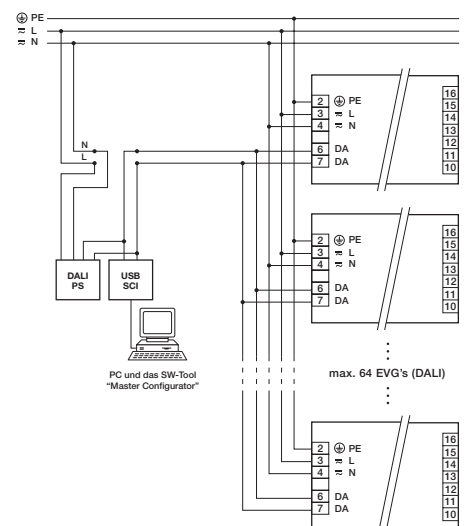 PE
≂ L
≂ N
N
L
DALI
PS
USB
SCI
PC und das SW-Tool
“Master Configurator”
2 PE
3 ≂ L
4 ≂ N
6 DA
7 DA
16
15
14
13
12
11
10
2 PE
3 ≂ L
4 ≂ N
6 DA
7 DA
16
15
14
13
12
11
10
max. 64 EVG's (DALI)
2 PE
3 ≂ L
4 ≂ N
6 DA
7 DA
16
15
14
13
12
11
10